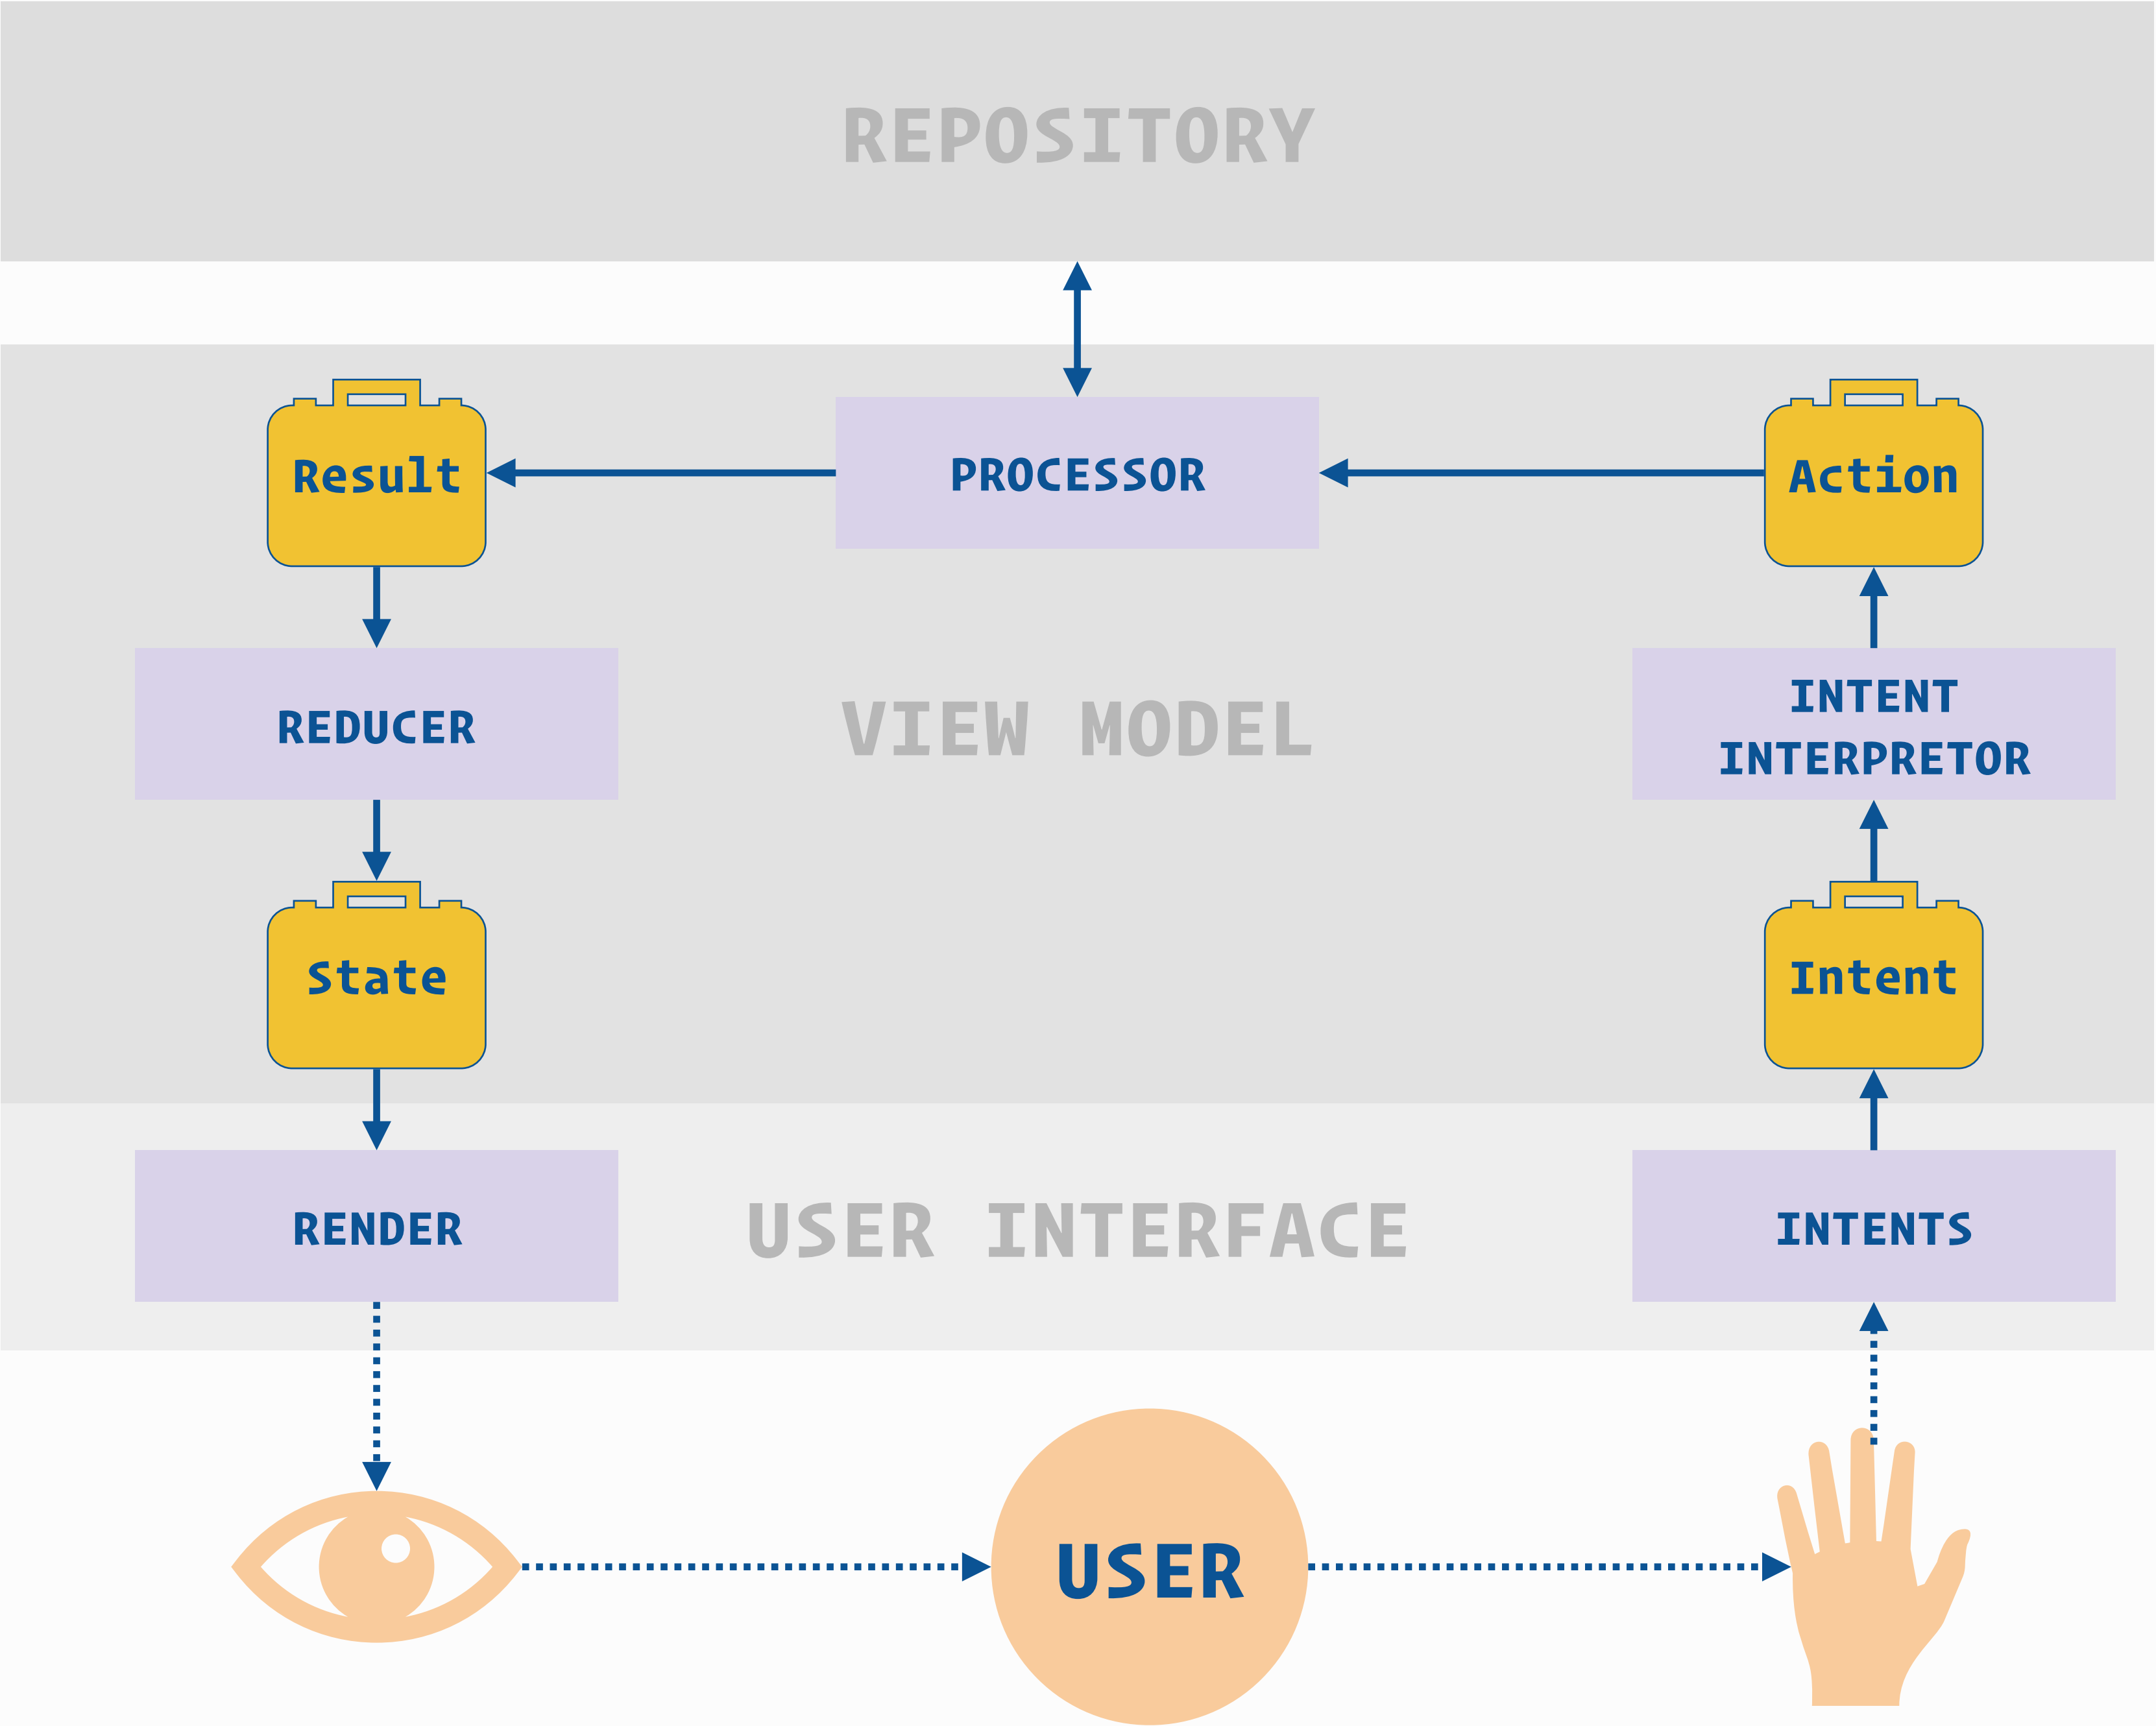 REPOSITORY
Result
PROCESSOR
Action
REDUCER
VIEW MODEL
INTENT
INTERPRETOR
State
Intent
RENDER
USER INTERFACE
INTENTS
USER